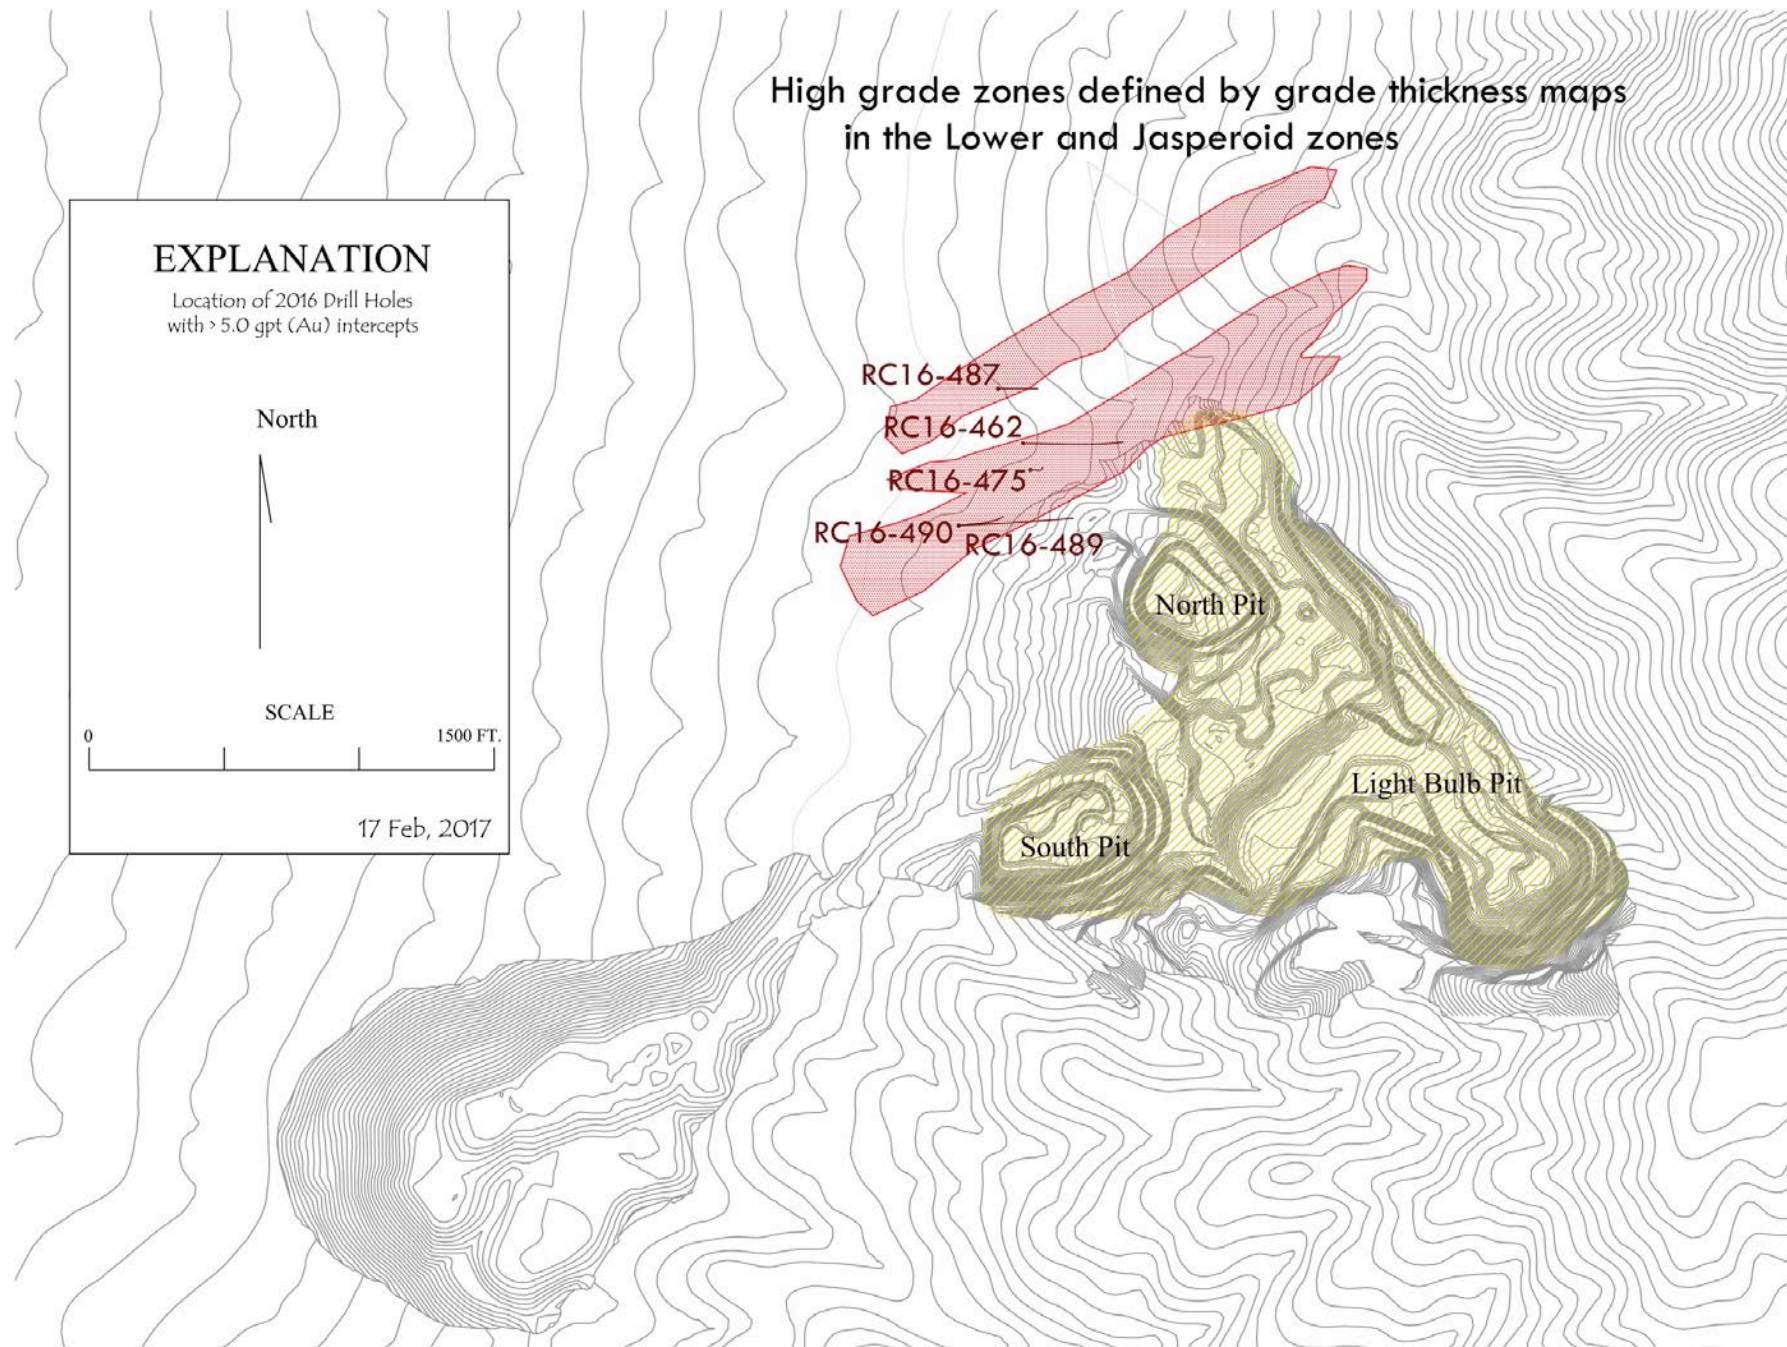 High grade zones defined by grade thickness maps
in the Lower and Jasperoid zones
EXPLANATION
Location of 2016 Drill Holes
with > 5.0 gpt (Au) intercepts
North
SCALE
0 1500 FT.
17 Feb, 2017
RC16-487
RC16-462
RC16-475
RC16-490
RC16-489
North Pit
Light Bulb Pit
South Pit